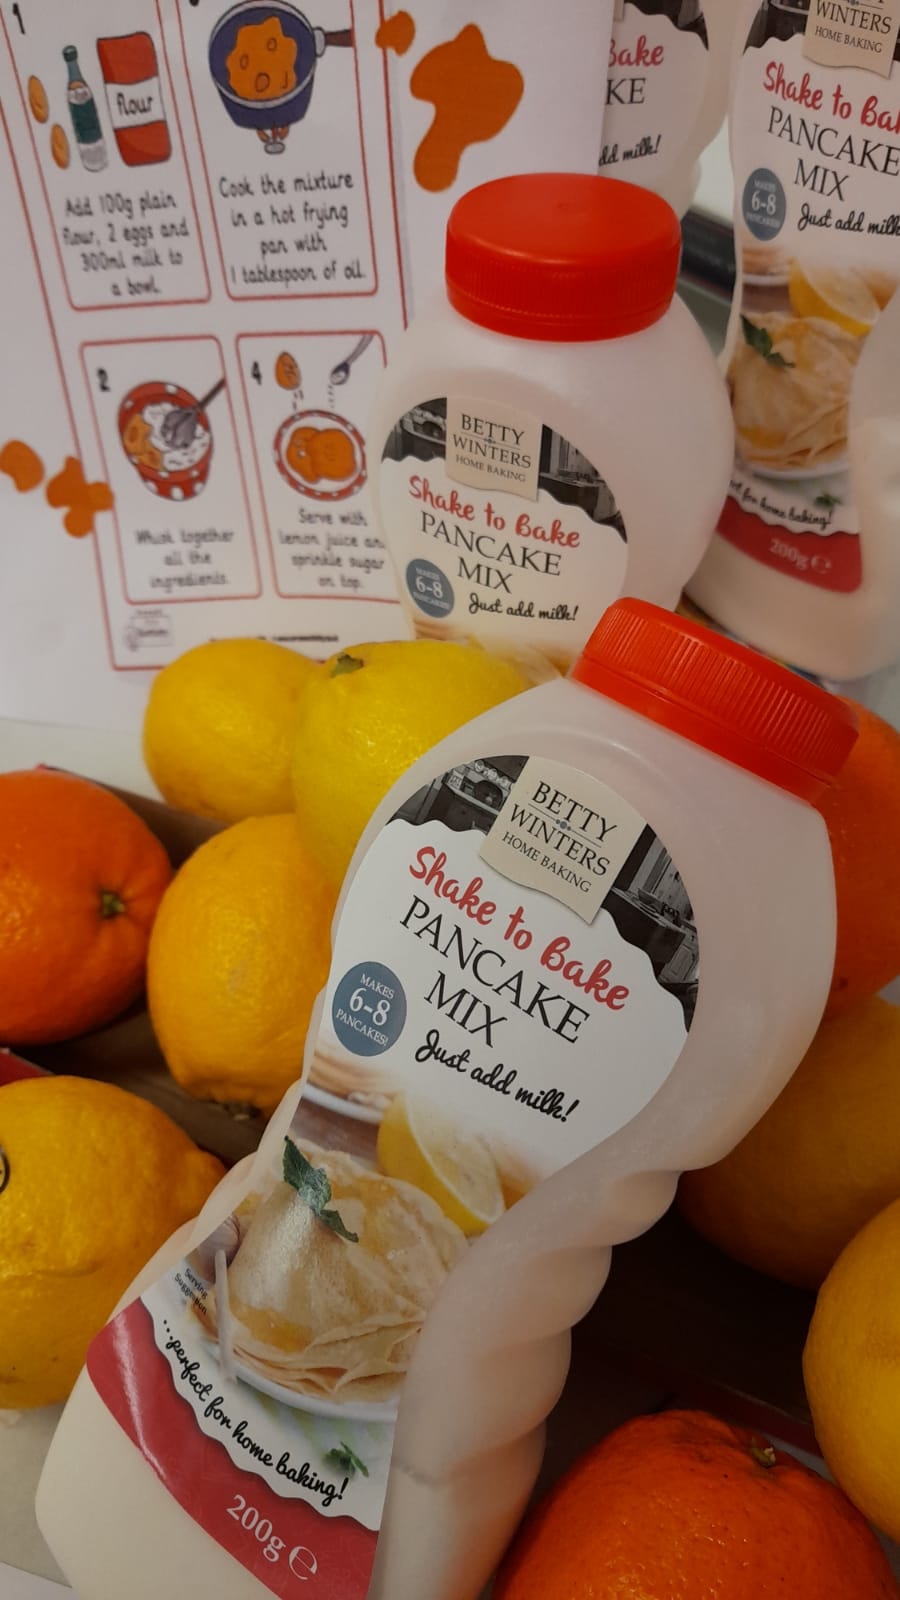 1
flour
Add 100g plain
flour, 2 eggs and
300ml milk to
a bowl.
Cook the mixture
in a hot frying
pan with
1 tablespoon of oil.
2
Whisk together
all the
ingredients.
4
Serve with
lemon juice an
sprinkle sugar
on top.
Bake
KE
dd milk!
WINTERS
HOME BAKING
Shake to Ba
PANCAKE
MIX
MAKES
6-8
PANCAKES!
Just add milk
for home baking!
200g e
BETTY
WINTERS
HOME BAKING
Shake to Bake
PANCAKE
MIX
MAKES
6-8
PANCAKES!
Just add milk!
BETTY
WINTERS
HOME BAKING
Shake to Bake
PANCAKE
MIX
MAKES
6-8
PANCAKES!
Just add milk!
Serving
Suggestion
...perfect for home baking!
200g e